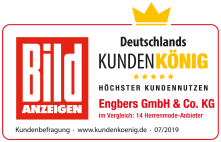 Bild
ANZEIGEN
Deutschlands
KUNDENKÖNIG
HÖCHSTER KUNDENNUTZEN
Engbers GmbH & Co. KG
im Vergleich: 14 Herrenmode-Anbieter
Kundenbefragung · www.kundenkoenig.de · 07/2019